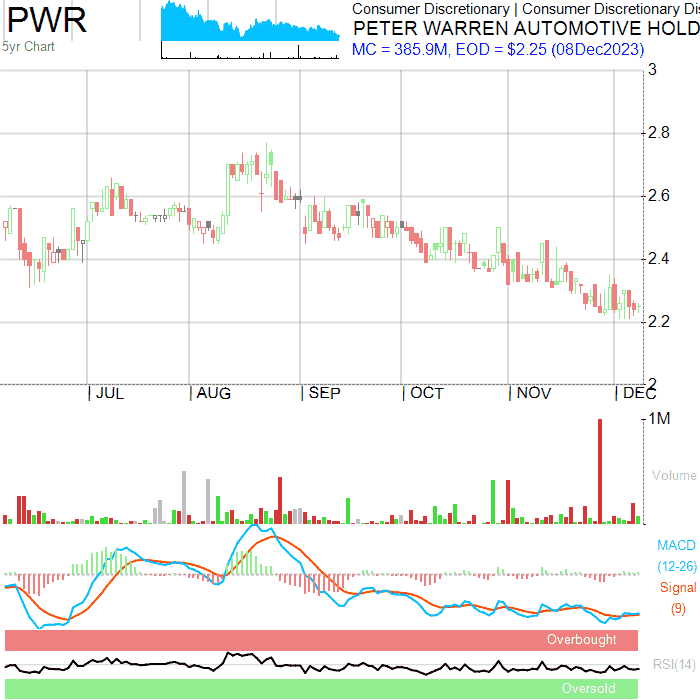 PWR
5yr Chart
Consumer Discretionary | Consumer Discretionary Dis
PETER WARREN AUTOMOTIVE HOLD
MC = 385.9M, EOD = $2.25 (08Dec2023)
3
2.8
2.6
2.4
2.2
2
| JUL | AUG | SEP | OCT | NOV | DEC
1M
Volume
MACD
(12-26)
Signal
(9)
Overbought
RSI(14)
Oversold